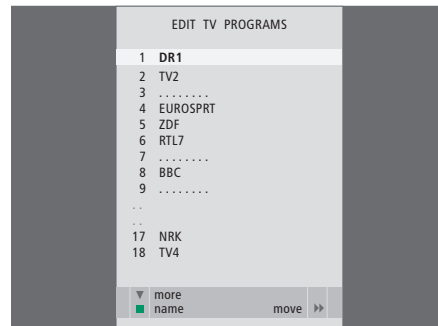 EDIT TV PROGRAMS
1 DR1
2 TV2
3 ........
4 EUROSPRT
5 ZDF
6 RTL7
7 ........
8 BBC
9 ........
..
..
17 NRK
18 TV4
more
name move